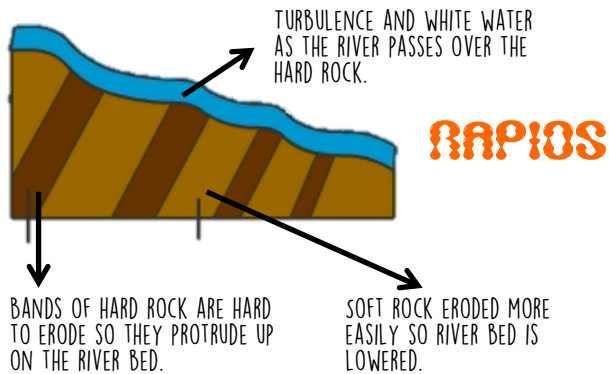 TURBULENCE AND WHITE WATER
AS THE RIVER PASSES OVER THE
HARD ROCK.
RAPIDS
BANDS OF HARD ROCK ARE HARD
TO ERODE SO THEY PROTRUDE UP
ON THE RIVER BED.
SOFT ROCK ERODED MORE
EASILY SO RIVER BED IS
LOWERED.